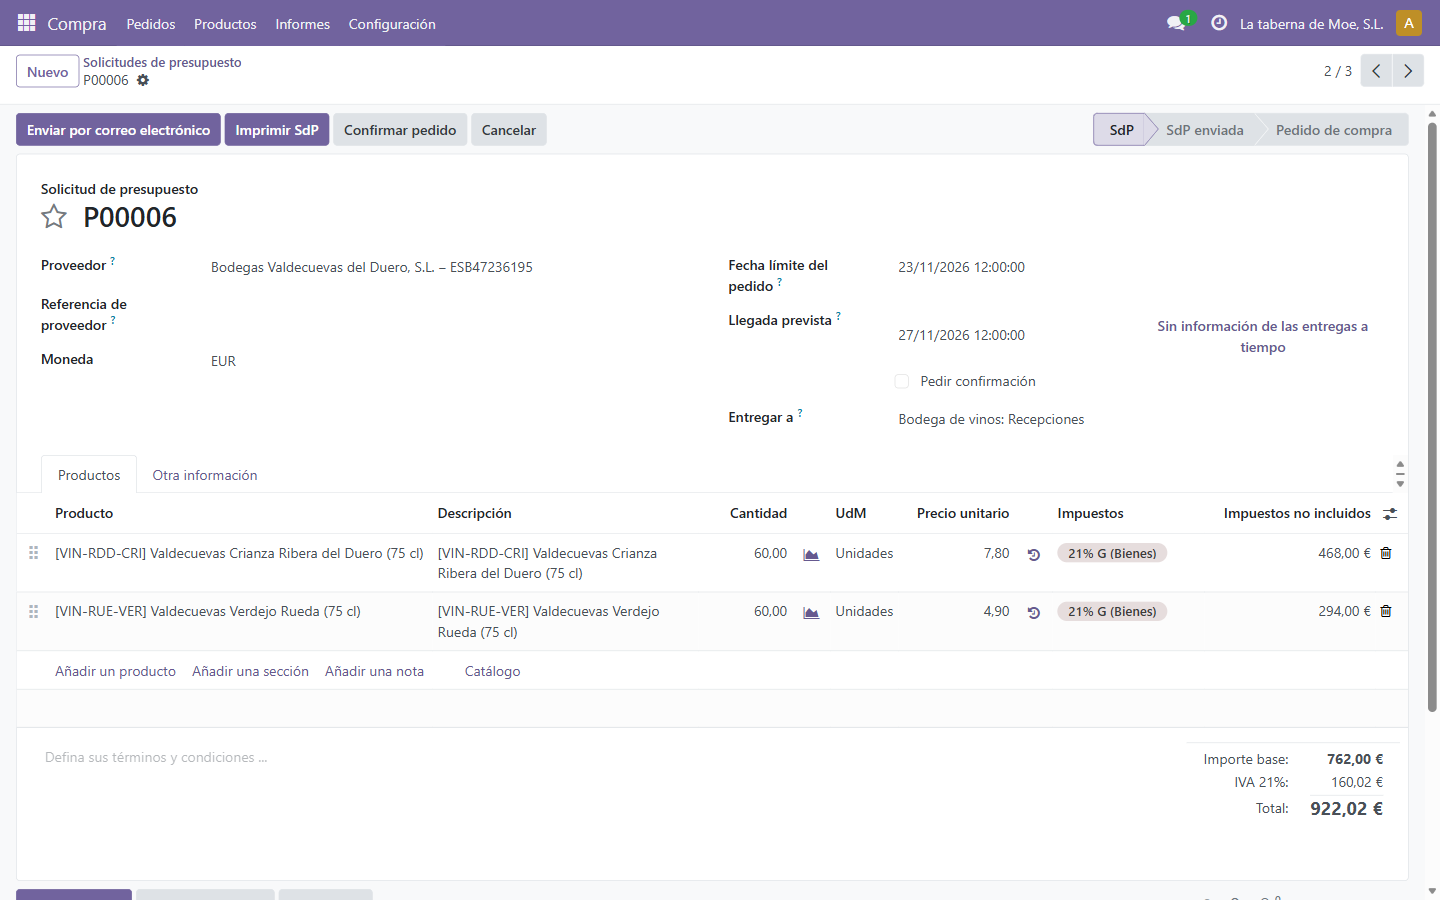 Compra Pedidos Productos Informes Configuración 1 La taberna de Moe, S.L. A
Nuevo Solicitudes de presupuesto
P00006 2 / 3
Enviar por correo electrónico Imprimir SdP Confirmar pedido Cancelar SdP SdP enviada Pedido de compra
Solicitud de presupuesto
P00006
Proveedor ? Bodegas Valdecuevas del Duero, S.L. – ESB47236195
Referencia de
proveedor ?
Moneda EUR
Fecha límite del
pedido ? 23/11/2026 12:00:00
Llegada prevista ? 27/11/2026 12:00:00
Sin información de las entregas a
tiempo
Pedir confirmación
Entregar a ? Bodega de vinos: Recepciones
Productos Otra información
Producto Descripción Cantidad UdM Precio unitario Impuestos Impuestos no incluidos
[VIN-RDD-CRI] Valdecuevas Crianza Ribera del Duero (75 cl) [VIN-RDD-CRI] Valdecuevas Crianza 60,00 Unidades 7,80 21% G (Bienes) 468,00 €
Ribera del Duero (75 cl)
[VIN-RUE-VER] Valdecuevas Verdejo Rueda (75 cl) [VIN-RUE-VER] Valdecuevas Verdejo 60,00 Unidades 4,90 21% G (Bienes) 294,00 €
Rueda (75 cl)
Añadir un producto Añadir una sección Añadir una nota Catálogo
Defina sus términos y condiciones ...
Importe base: 762,00 €
IVA 21%: 160,02 €
Total: 922,02 €